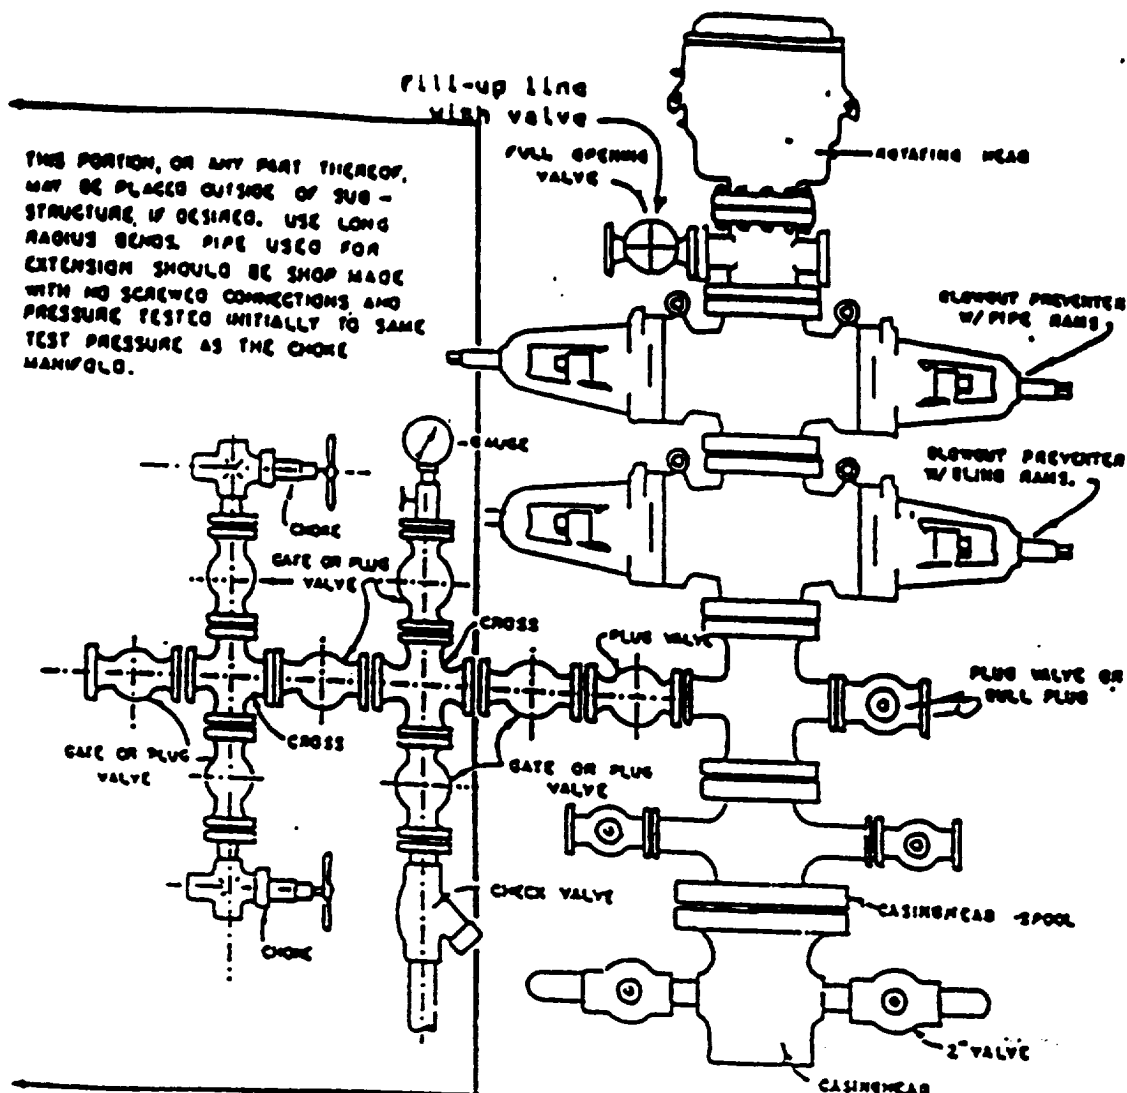 Fill-up line
with valve
FULL OPENING
VALVE
ROTATING HEAD
THIS PORTION, OR ANY PART THEREOF,
MAY BE PLACED OUTSIDE OF SUB-
STRUCTURE, IF DESIRED. USE LONG
RADIUS BENDS. PIPE USED FOR
EXTENSION SHOULD BE SHOP MADE
WITH NO SCREWED CONNECTIONS AND
PRESSURE TESTED INITIALLY TO SAME
TEST PRESSURE AS THE CHOKE
MANIFOLD.
BLOWOUT PREVENTER
W/ PIPE RAMS
GAUGE
BLOWOUT PREVENTER
W/ BLIND RAMS.
CHOKE
GATE OR PLUG
VALVE
CROSS
PLUG VALVE
PLUG VALVE OR
BULL PLUG
GATE OR PLUG
VALVE
CROSS
GATE OR PLUG
VALVE
CHECK VALVE
CASINGHEAD SPOOL
CHOKE
2" VALVE
CASINGHEAD